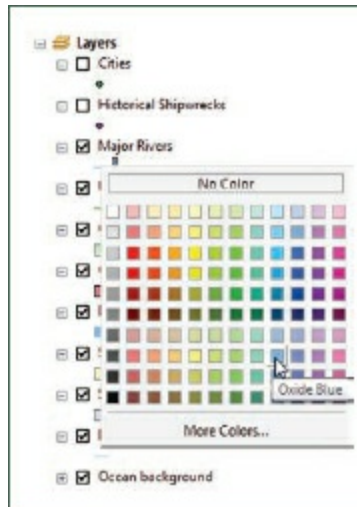 Layers
Cities
Historical Shipwrecks
Major Rivers
No Color
Oxide Blue
More Colors...
Ocean background